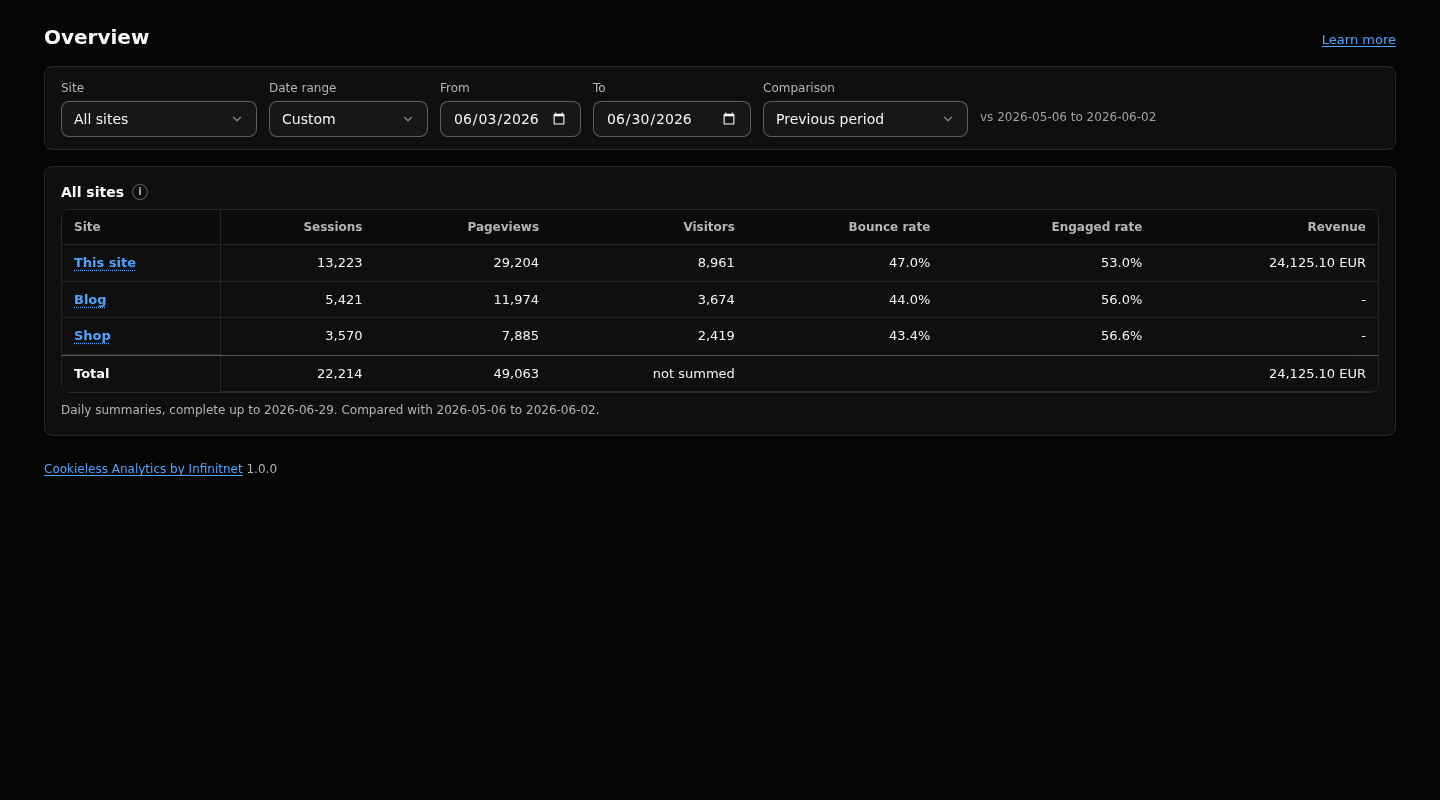 Overview
Learn more
Site
Date range
From
To
Comparison
All sites
Custom
06/03/2026
06/30/2026
Previous period
vs 2026-05-06 to 2026-06-02
All sites i
Site Sessions Pageviews Visitors Bounce rate Engaged rate Revenue
This site 13,223 29,204 8,961 47.0% 53.0% 24,125.10 EUR
Blog 5,421 11,974 3,674 44.0% 56.0% -
Shop 3,570 7,885 2,419 43.4% 56.6% -
Total 22,214 49,063 not summed 24,125.10 EUR
Daily summaries, complete up to 2026-06-29. Compared with 2026-05-06 to 2026-06-02.
Cookieless Analytics by Infinitnet 1.0.0